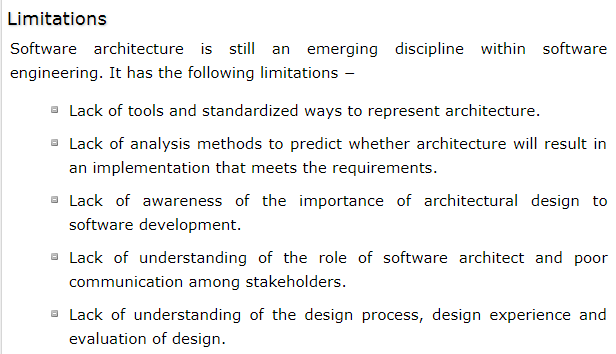 Limitations
Software architecture is still an emerging discipline within software
engineering. It has the following limitations −
Lack of tools and standardized ways to represent architecture.
Lack of analysis methods to predict whether architecture will result in
an implementation that meets the requirements.
Lack of awareness of the importance of architectural design to
software development.
Lack of understanding of the role of software architect and poor
communication among stakeholders.
Lack of understanding of the design process, design experience and
evaluation of design.